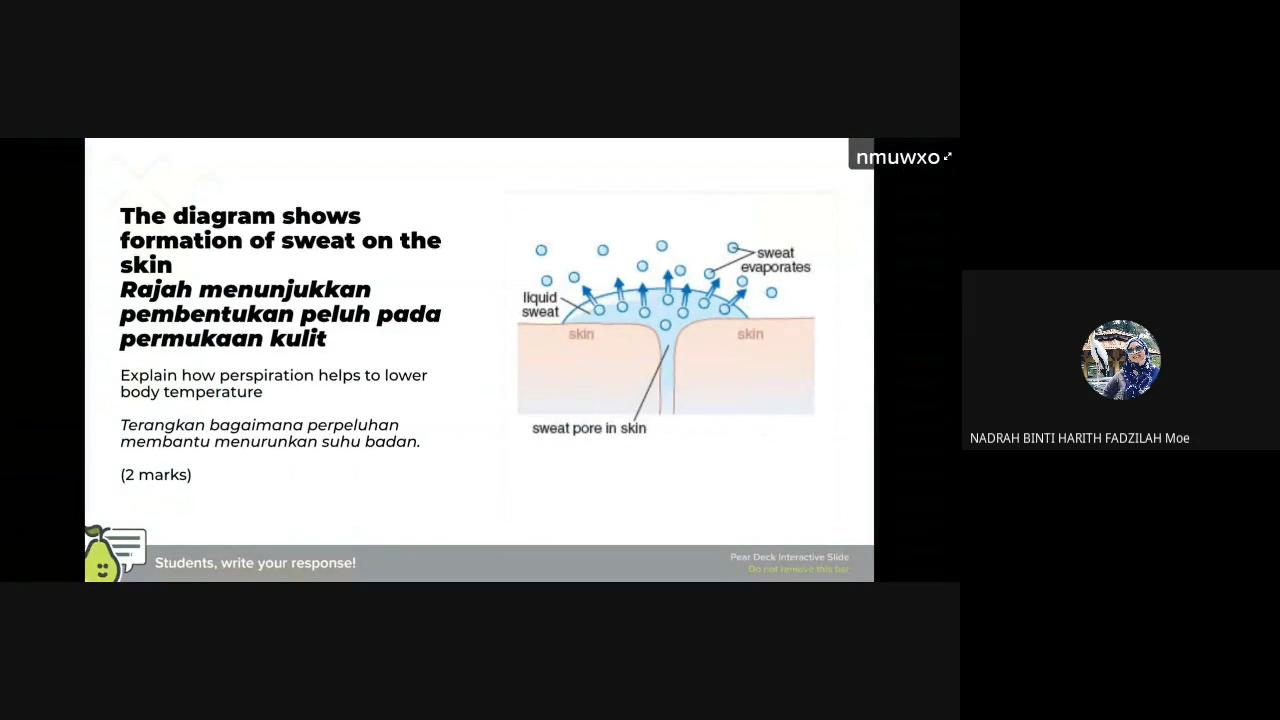 nmuwxo
The diagram shows
formation of sweat on the
skin
Rajah menunjukkan
pembentukan peluh pada
permukaan kulit
Explain how perspiration helps to lower
body temperature
Terangkan bagaimana perpeluhan
membantu menurunkan suhu badan.
(2 marks)
sweat
evaporates
liquid
sweat
skin
skin
sweat pore in skin
Students, write your response!
Pear Deck Interactive Slide
Do not remove this bar
NADRAH BINTI HARITH FADZILAH Moe